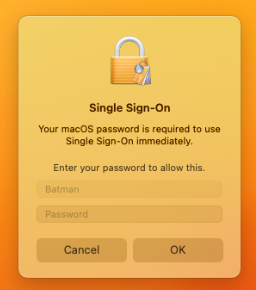 Single Sign-On
Your macOS password is required to use
Single Sign-On immediately.
Enter your password to allow this.
Batman
Password
Cancel
OK